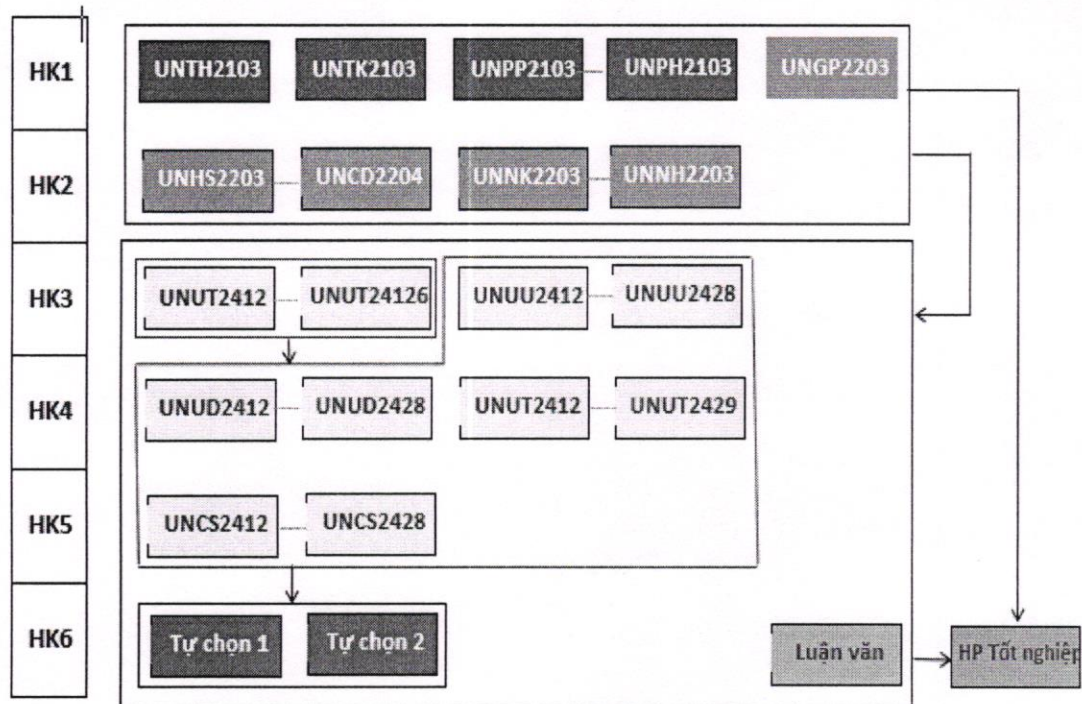 HK1 UNTH2103 UNTK2103 UNPP2103 UNPH2103 UNGP2203
HK2 UNHS2203 UNCD2204 UNNK2203 UNNH2203
HK3 UNUT2412 UNUT24126 UNUU2412 UNUU2428
HK4 UNUD2412 UNUD2428 UNUT2412 UNUT2429
HK5 UNCS2412 UNCS2428
HK6 Tự chọn 1 Tự chọn 2 Luận văn HP Tốt nghiệp